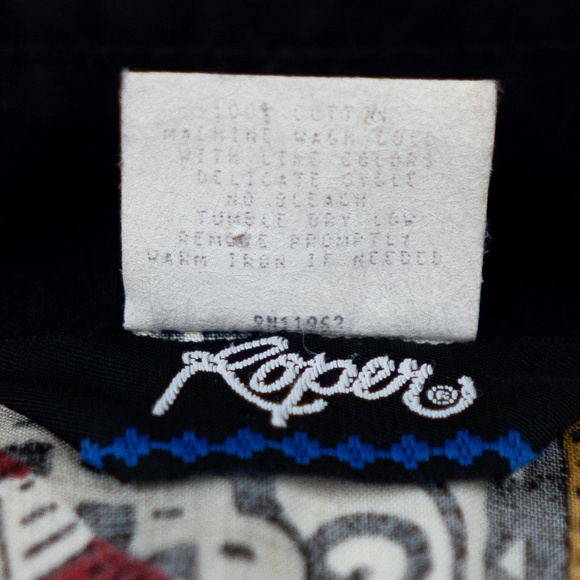 100% COTTON
MACHINE WASH COLD
WITH LIKE COLORS
DELICATE CYCLE
NO BLEACH
TUMBLE DRY LOW
REMOVE PROMPTLY
WARM IRON IF NEEDED
RN11962
Roper®